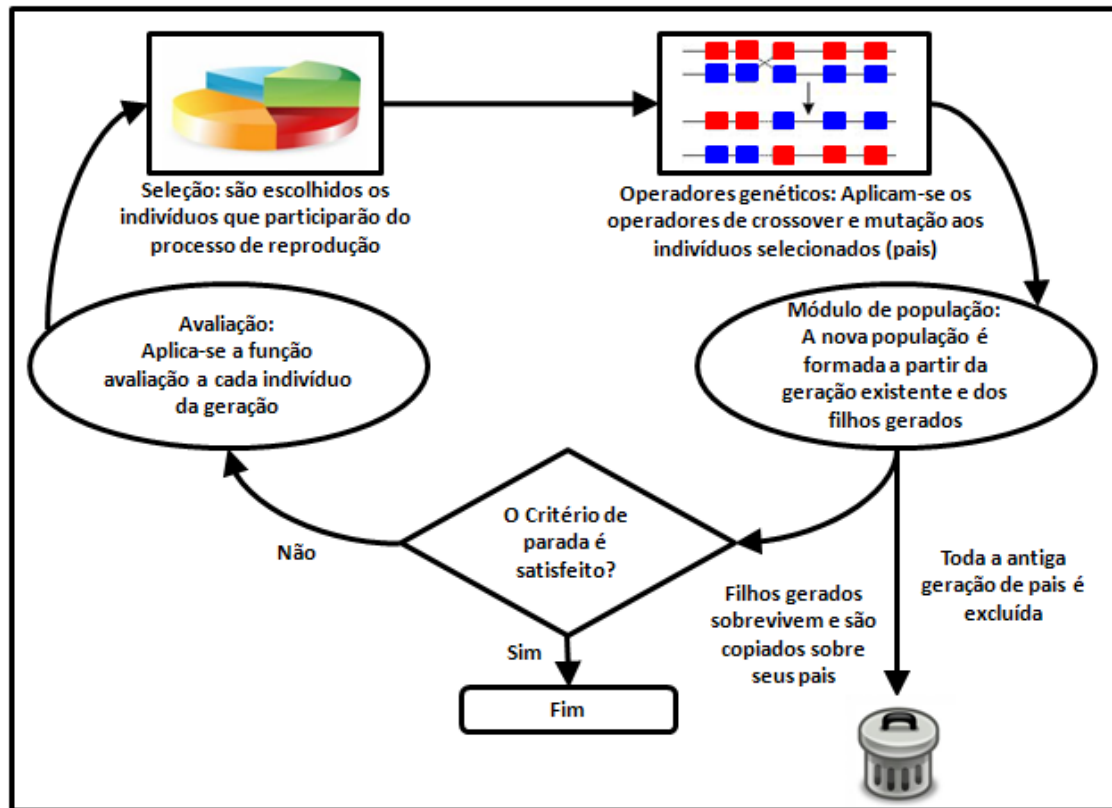 Seleção: são escolhidos os
indivíduos que participarão do
processo de reprodução
Operadores genéticos: Aplicam-se os
operadores de crossover e mutação aos
indivíduos selecionados (pais)
Avaliação:
Aplica-se a função
avaliação a cada indivíduo
da geração
Módulo de população:
A nova população é
formada a partir da
geração existente e dos
filhos gerados
O Critério de
parada é
satisfeito?
Não
Sim
Fim
Filhos gerados
sobrevivem e são
copiados sobre
seus pais
Toda a antiga
geração de pais é
excluída